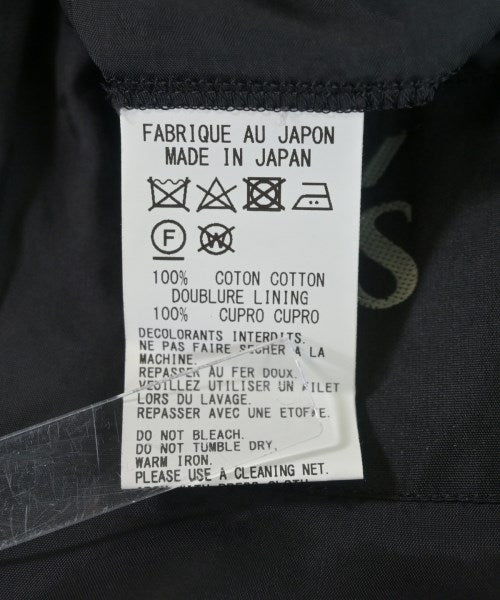 FABRIQUE AU JAPON
MADE IN JAPAN
F
W
100% COTON COTTON
DOUBLURE LINING
100% CUPRO CUPRO
DECOLORANTS INTERDITS.
NE PAS FAIRE SECHER A LA
MACHINE.
REPASSER AU FER DOUX.
VEUILLEZ UTILISER UN FILET
LORS DU LAVAGE.
REPASSER AVEC UNE ETOFFE.
DO NOT BLEACH.
DO NOT TUMBLE DRY,
WARM IRON.
PLEASE USE A CLEANING NET.
S